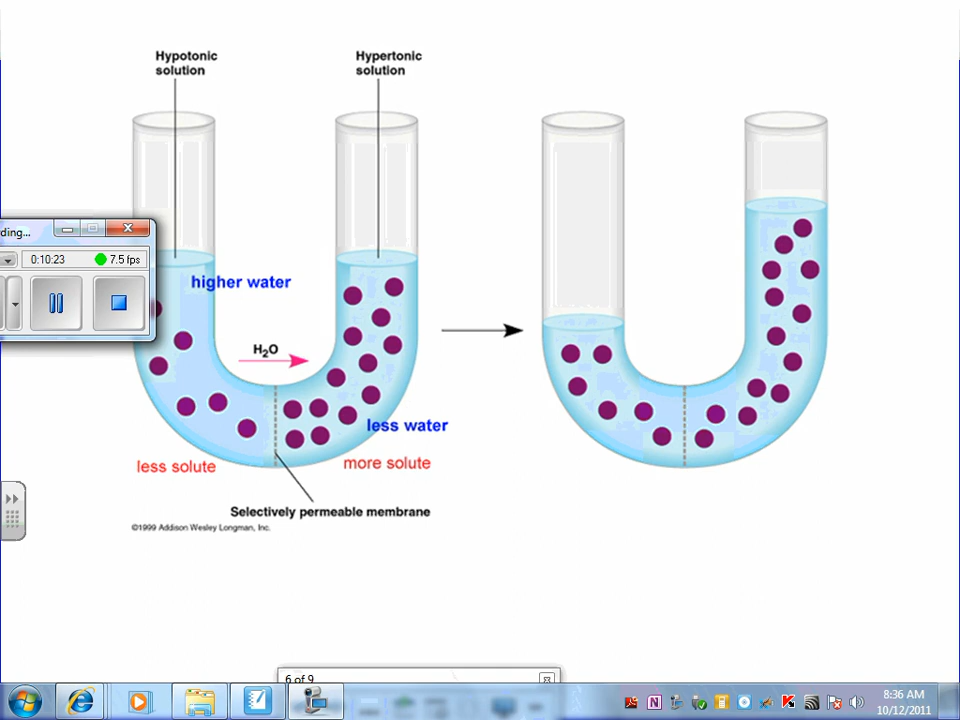 Hypotonic
solution
Hypertonic
solution
ding...
0:10:23
7.5 fps
higher water
H₂O
less water
less solute
more solute
Selectively permeable membrane
©1999 Addison Wesley Longman, Inc.
6 of 9
8:36 AM
10/12/2011